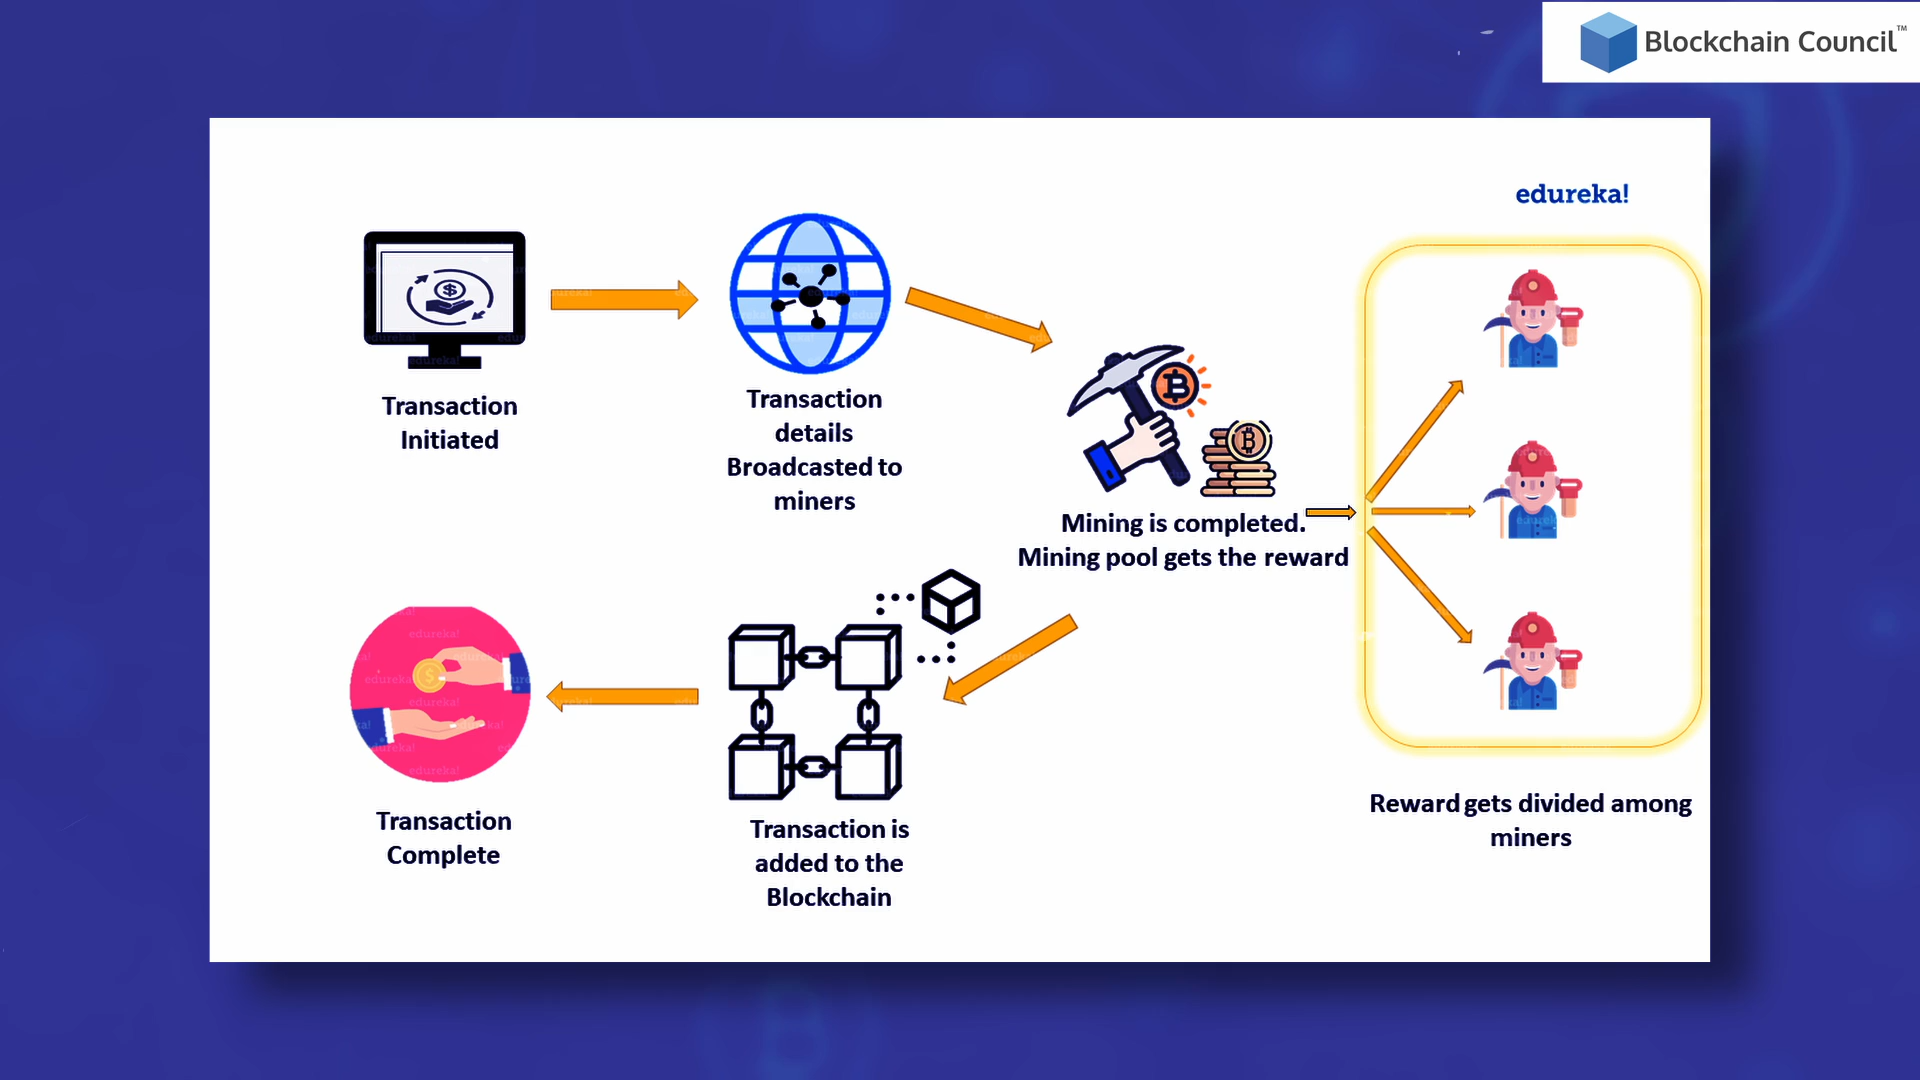 Blockchain Council™
edureka!
Transaction
Initiated
Transaction
details
Broadcasted to
miners
Mining is completed.
Mining pool gets the reward
Reward gets divided among
miners
Transaction is
added to the
Blockchain
Transaction
Complete